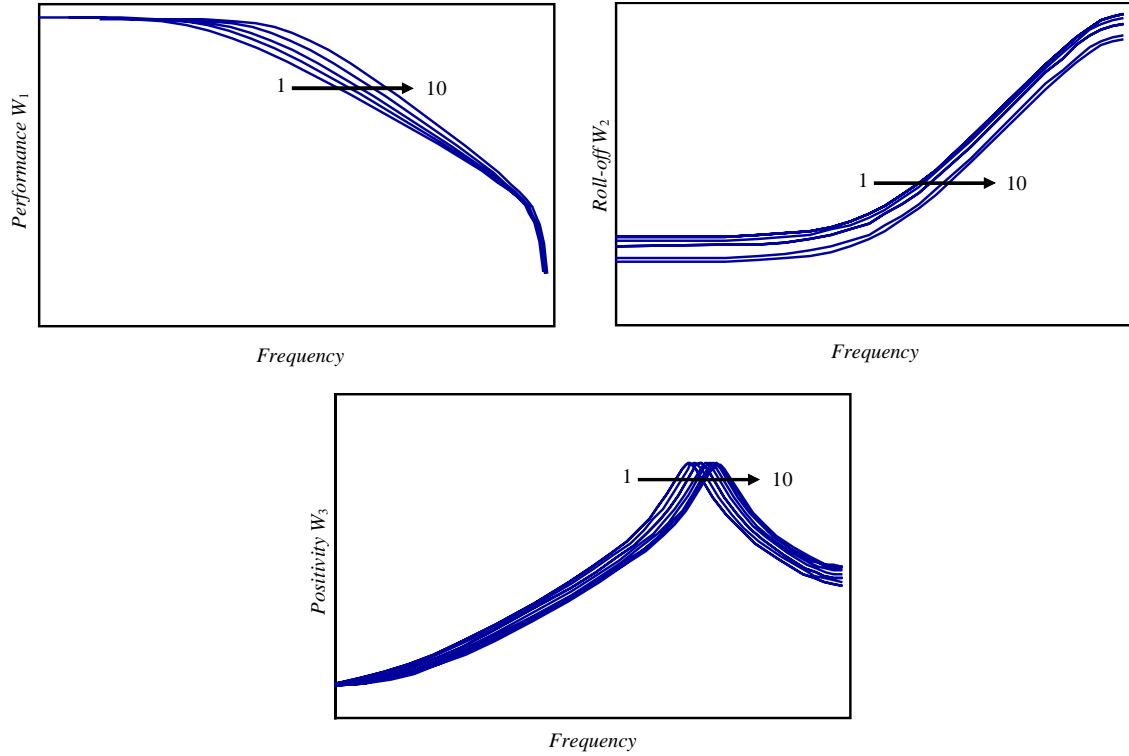 Performance W1
1
10
Frequency
Roll-off W2
1
10
Frequency
Positivity W3
1
10
Frequency